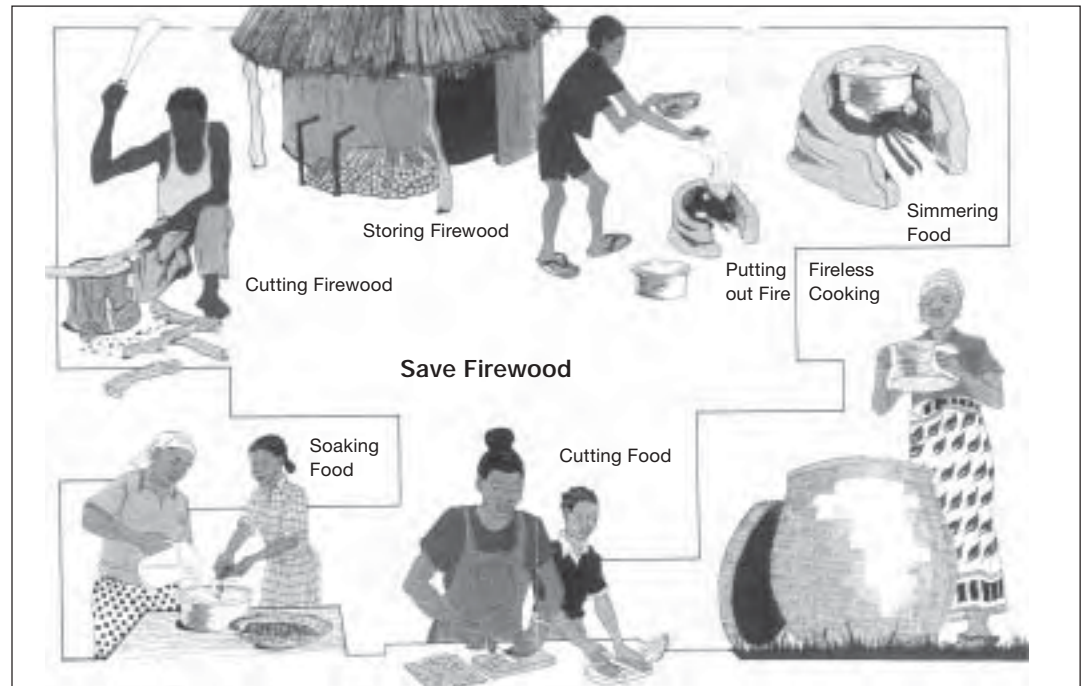 Storing Firewood
Simmering
Food
Cutting Firewood
Putting
out Fire
Fireless
Cooking
Save Firewood
Soaking
Food
Cutting Food